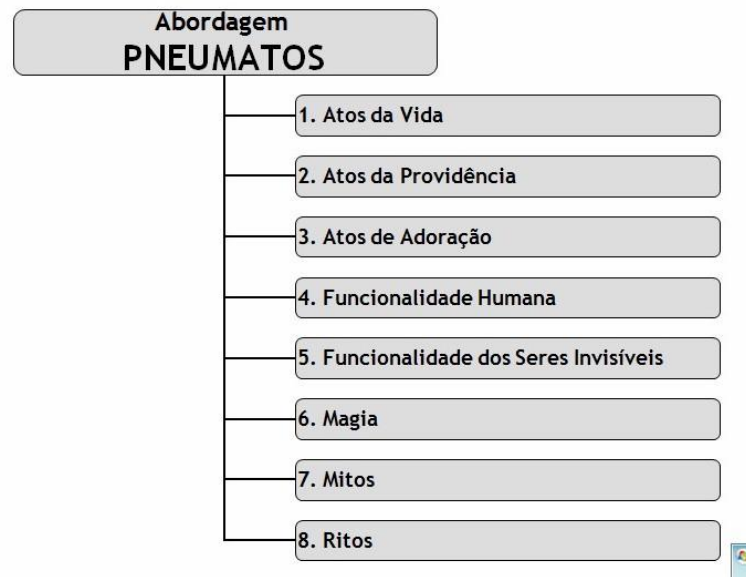 Abordagem
PNEUMATOS
1. Atos da Vida
2. Atos da Providência
3. Atos de Adoração
4. Funcionalidade Humana
5. Funcionalidade dos Seres Invisíveis
6. Magia
7. Mitos
8. Ritos